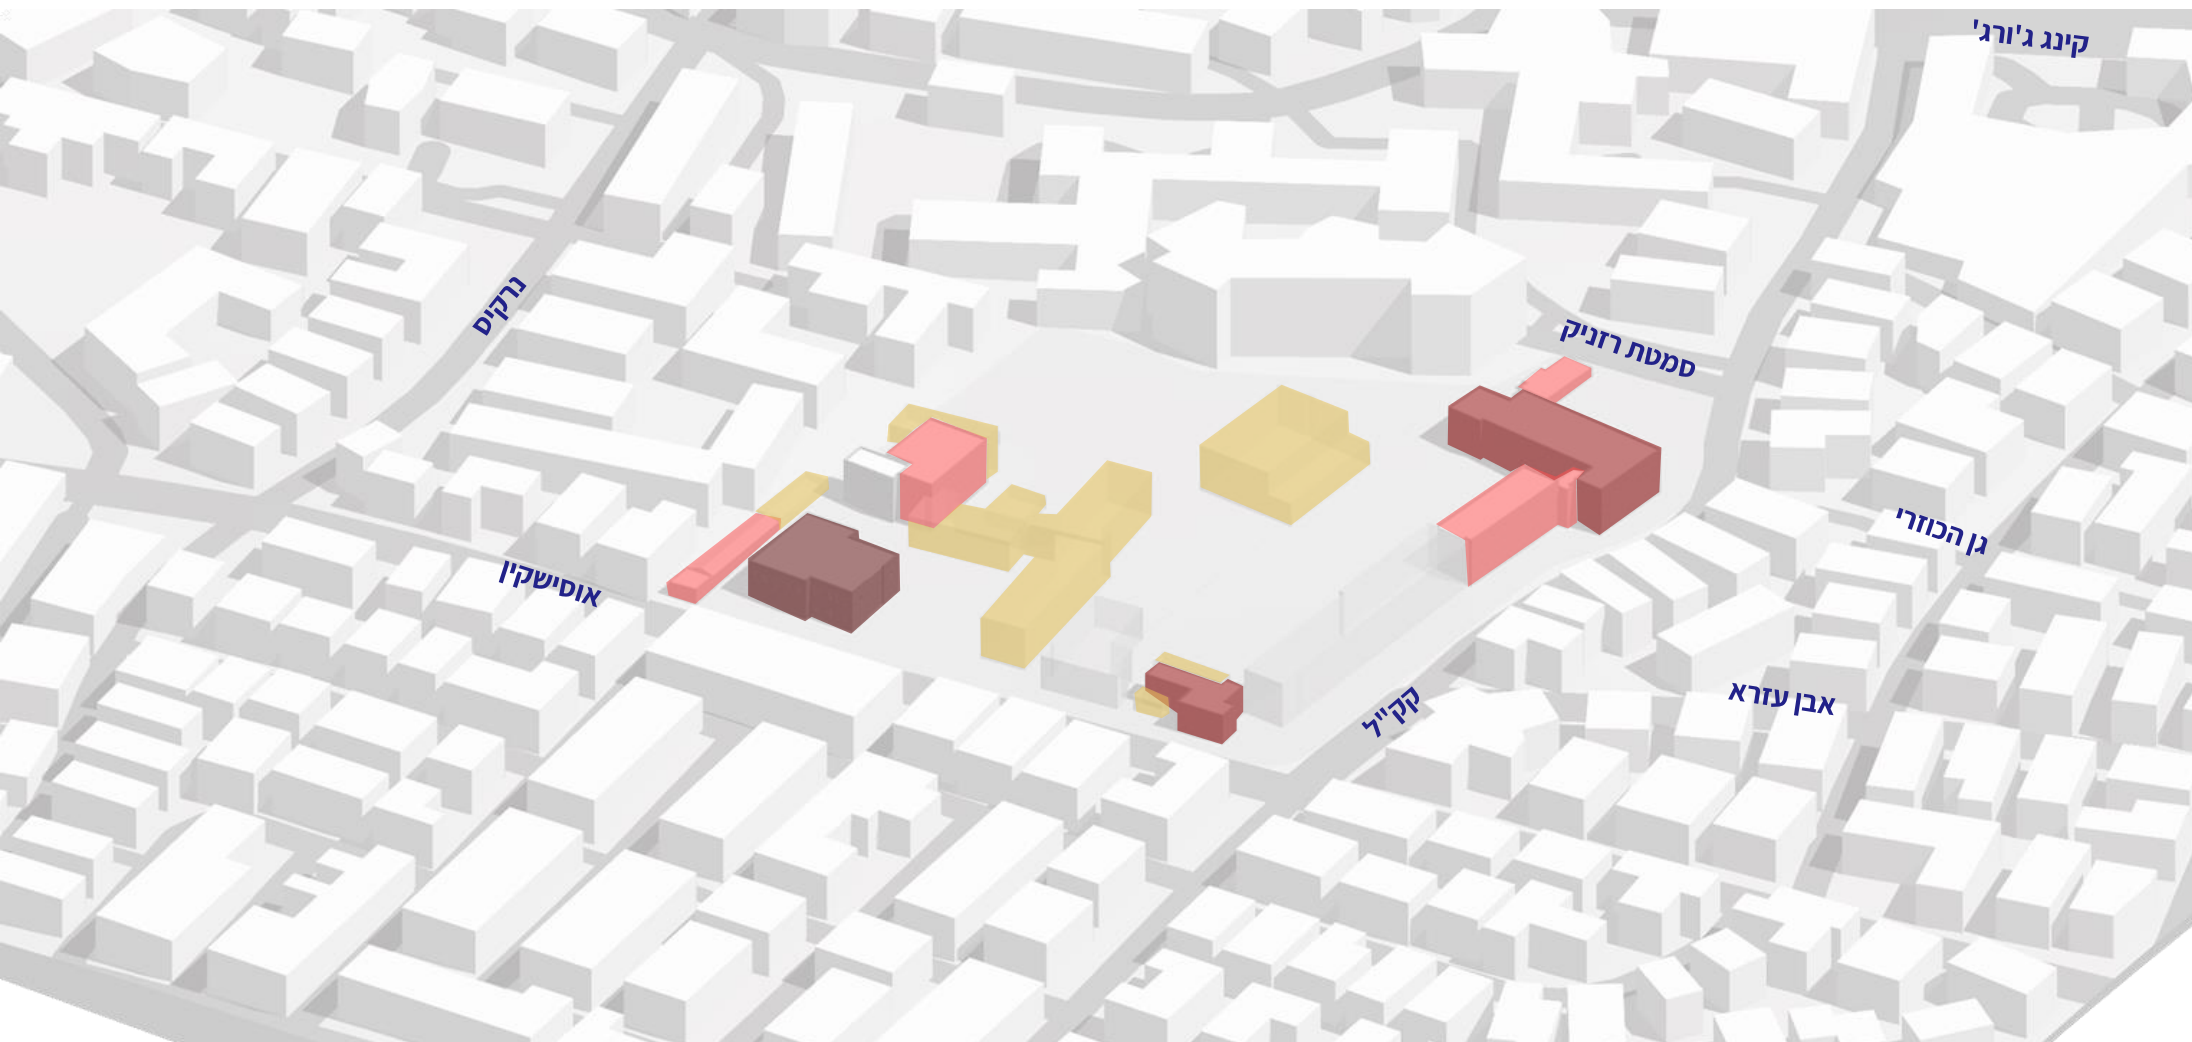 קינג ג'ורג'
נרקיס
סמטת רזניק
גן הכוזרי
אוסישקין
אבן עזרא
קק"ל